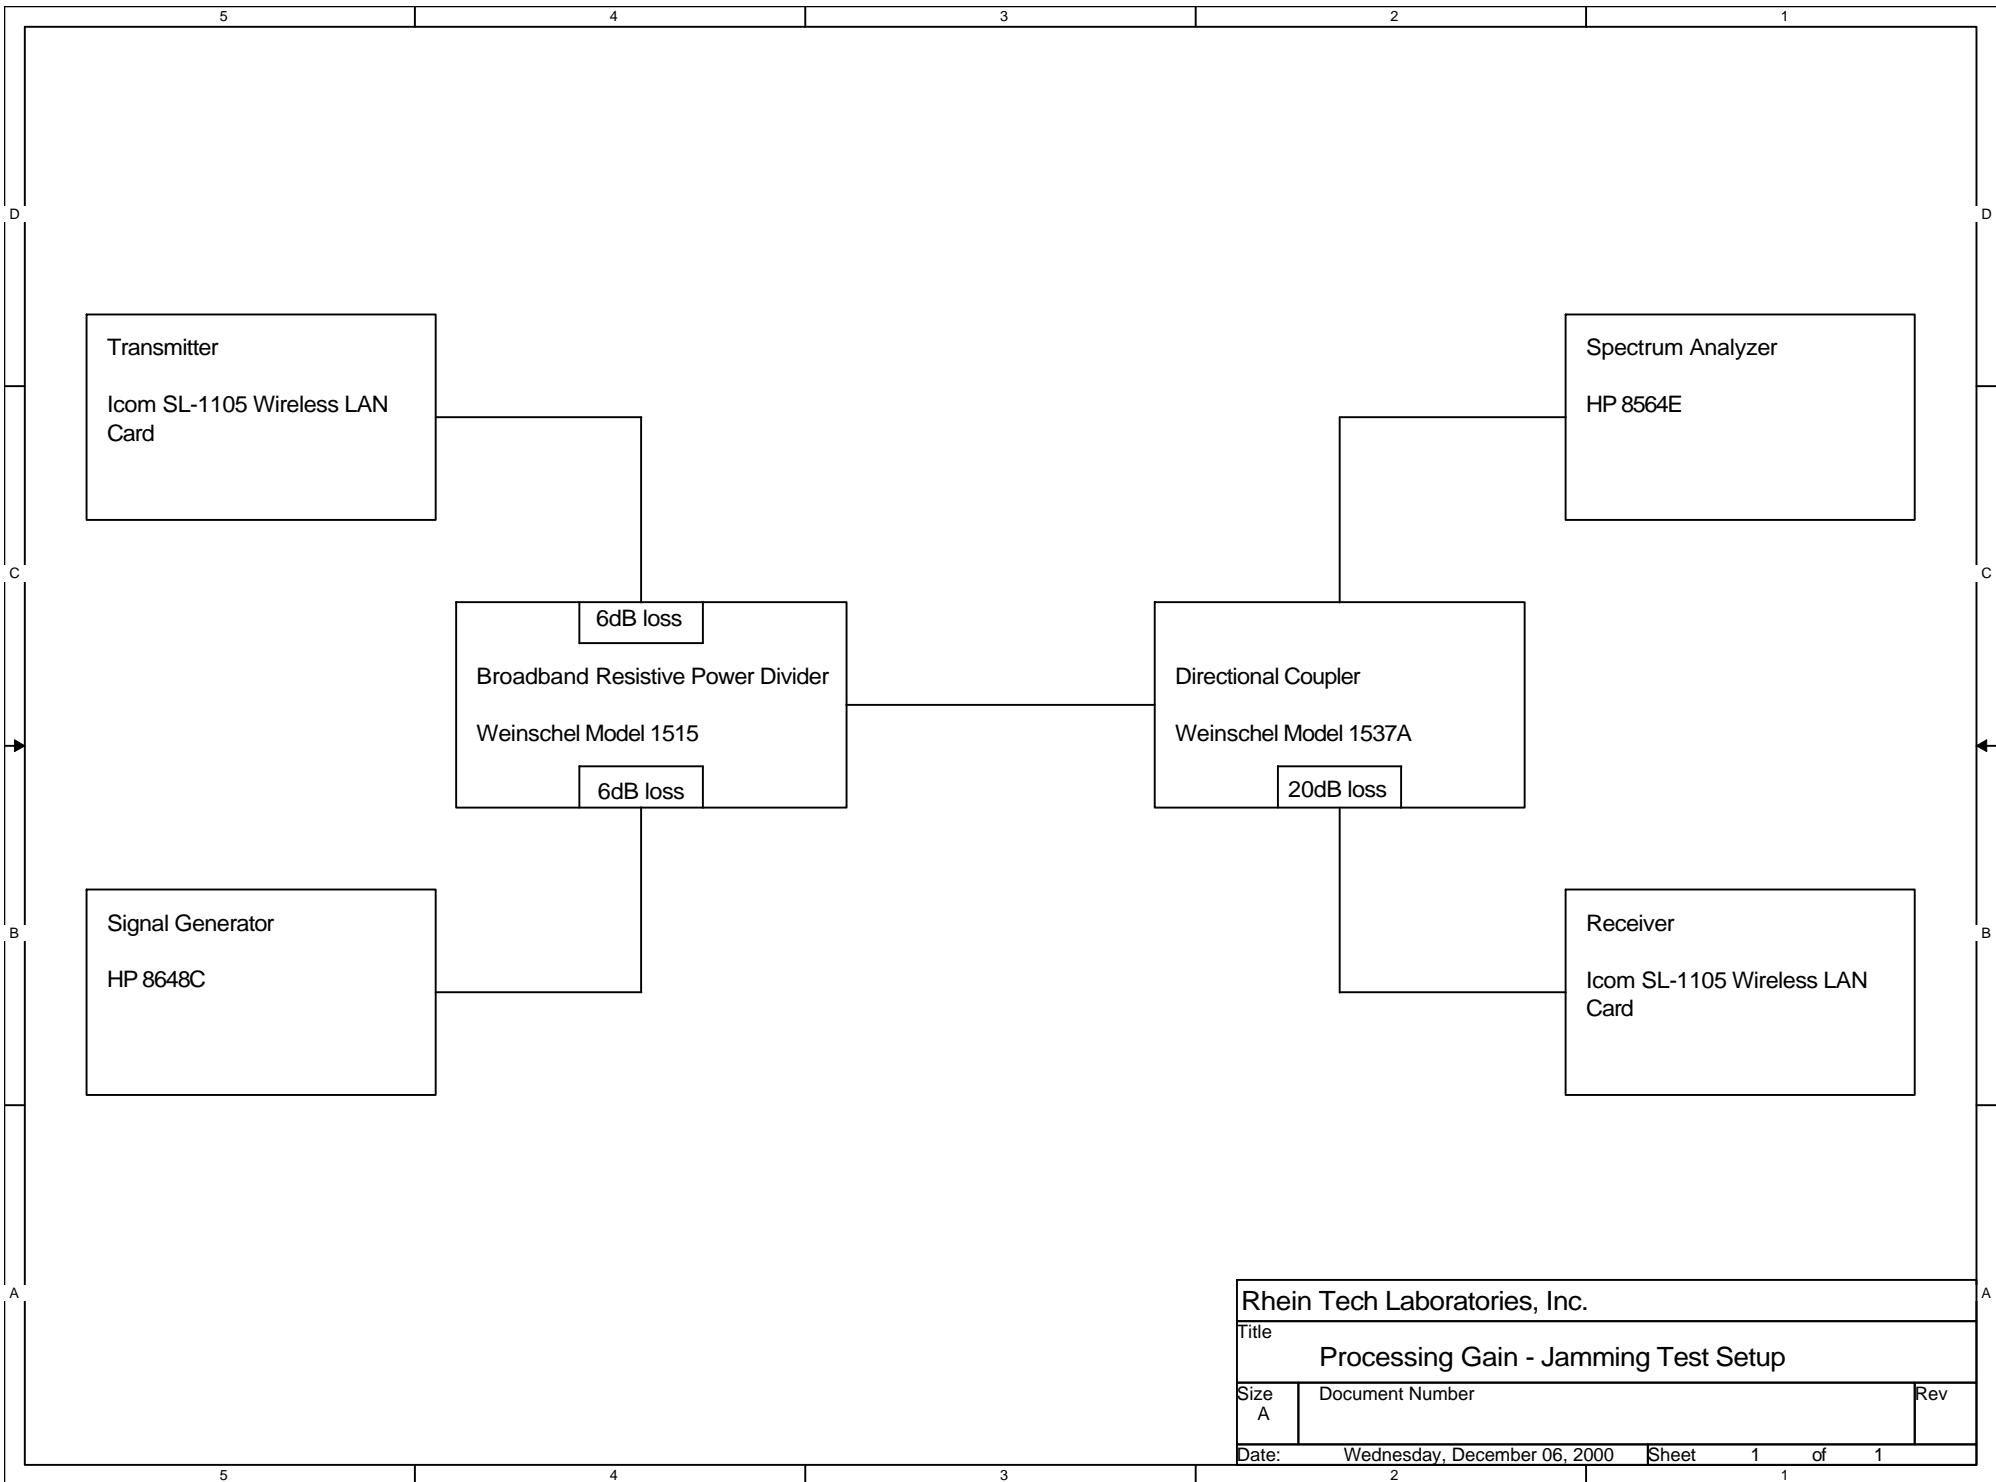 5 4 3 2 1
D D
Transmitter
Icom SL-1105 Wireless LAN
Card
Spectrum Analyzer
HP 8564E
C C
6dB loss
Broadband Resistive Power Divider
Weinschel Model 1515
6dB loss
Directional Coupler
Weinschel Model 1537A
20dB loss
Signal Generator
HP 8648C
B B
Receiver
Icom SL-1105 Wireless LAN
Card
A A
Rhein Tech Laboratories, Inc.
Title
Processing Gain - Jamming Test Setup
Size Document Number Rev
A
Date: Wednesday, December 06, 2000 Sheet 1 of 1
5 4 3 2 1